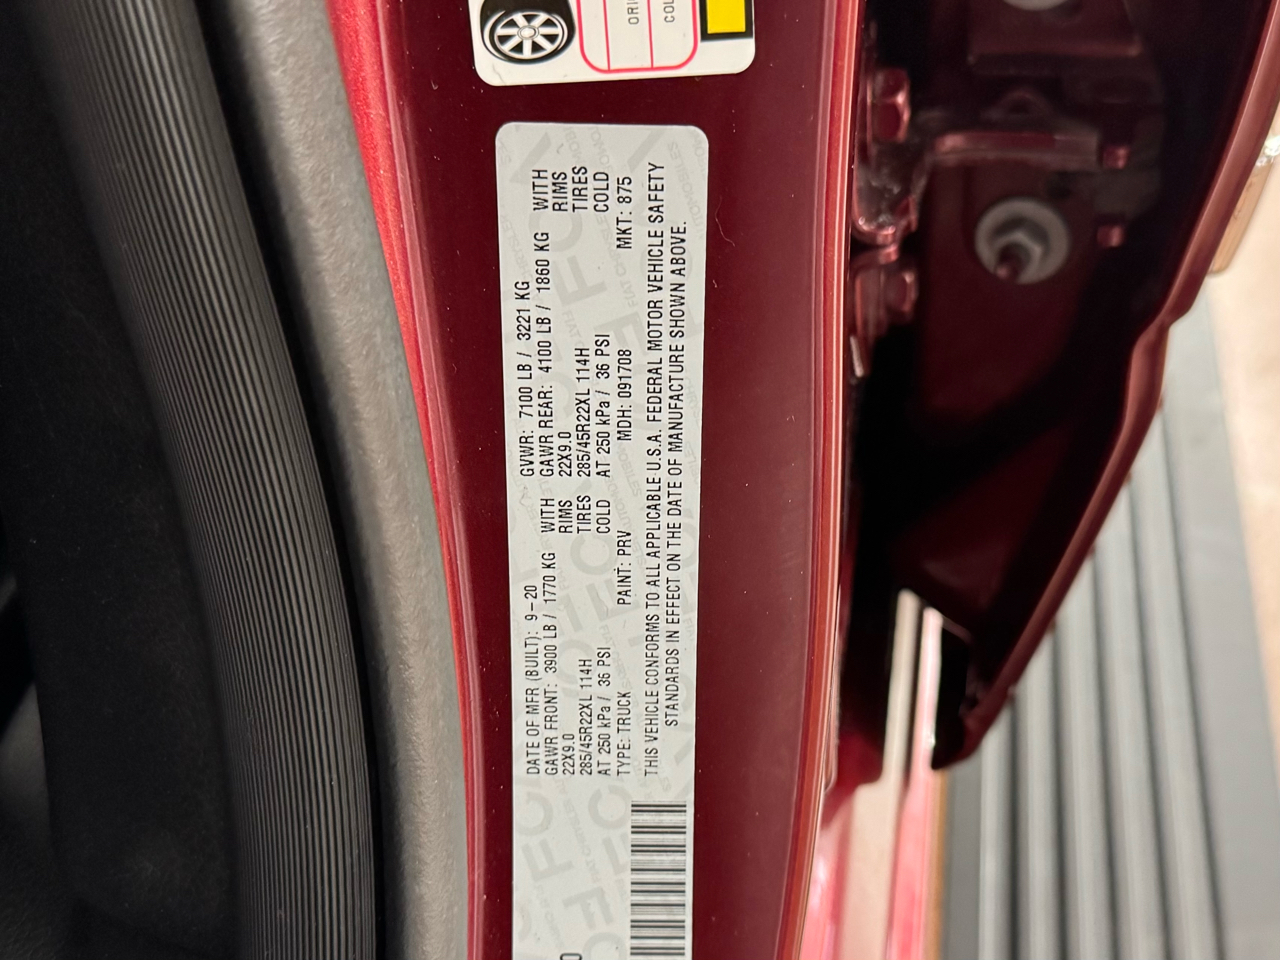 DATE OF MFR (BUILT): 9-20 GVWR: 7100 LB / 3221 KG
GAWR FRONT: 3900 LB / 1770 KG WITH GAWR REAR: 4100 LB / 1860 KG WITH
22X9.0 RIMS 22X9.0 RIMS
285/45R22XL 114H TIRES 285/45R22XL 114H TIRES
AT 250 kPa / 36 PSI COLD AT 250 kPa / 36 PSI COLD
TYPE: TRUCK PAINT: PRV MDH: 091708 MKT: 875
THIS VEHICLE CONFORMS TO ALL APPLICABLE U.S.A. FEDERAL MOTOR VEHICLE SAFETY
STANDARDS IN EFFECT ON THE DATE OF MANUFACTURE SHOWN ABOVE.